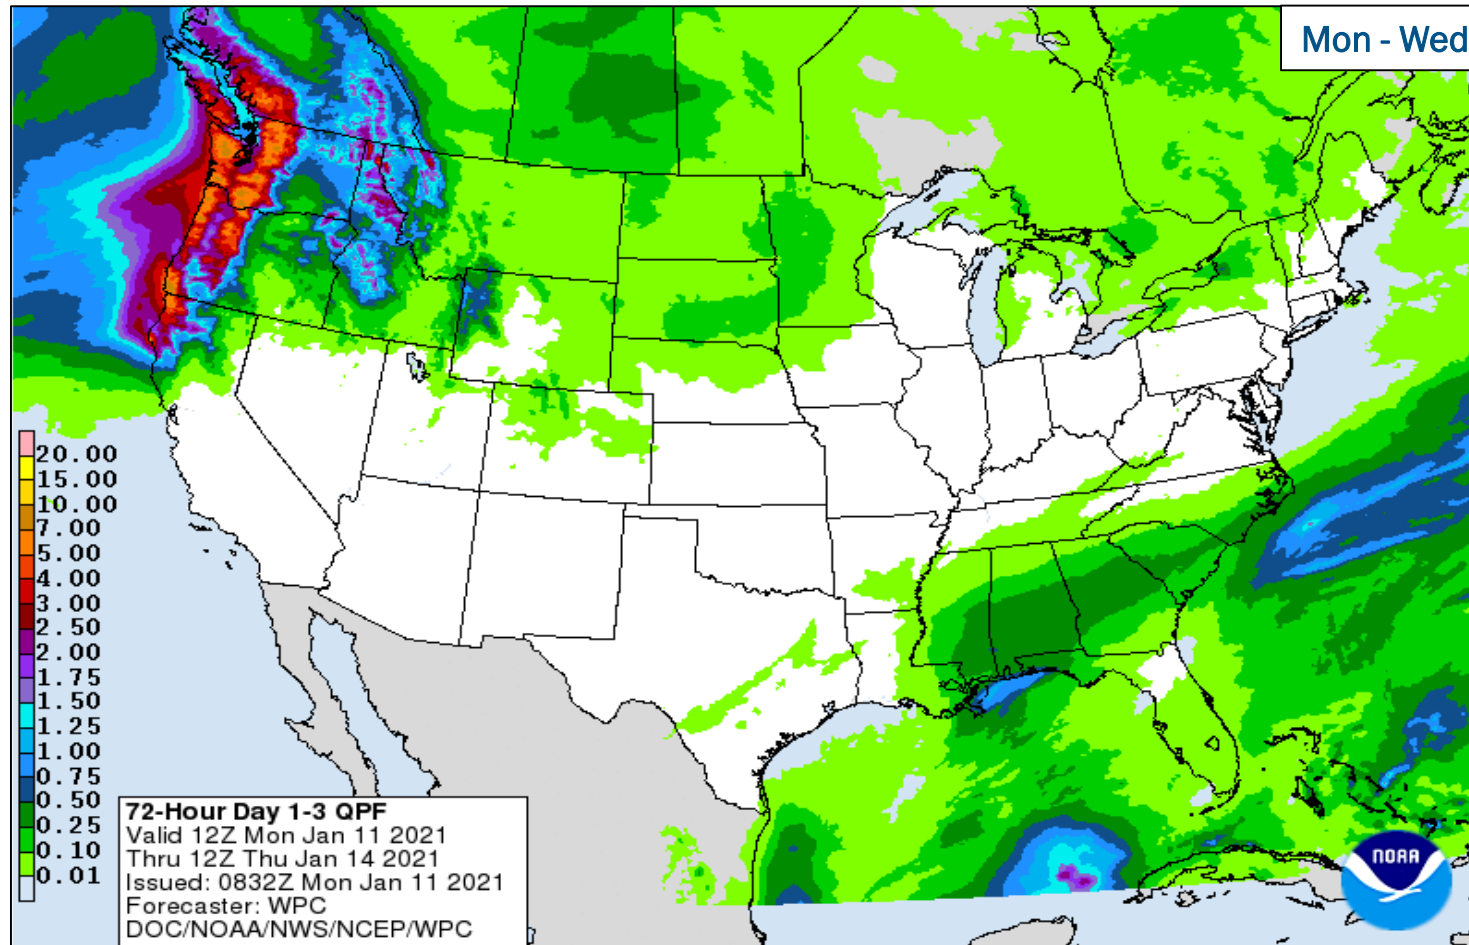 Mon - Wed
20.00
15.00
10.00
7.00
5.00
4.00
3.00
2.50
2.00
1.75
1.50
1.25
1.00
0.75
0.50
0.25
0.10
0.01
72-Hour Day 1-3 QPF
Valid 12Z Mon Jan 11 2021
Thru 12Z Thu Jan 14 2021
Issued: 0832Z Mon Jan 11 2021
Forecaster: WPC
DOC/NOAA/NWS/NCEP/WPC
NOAA